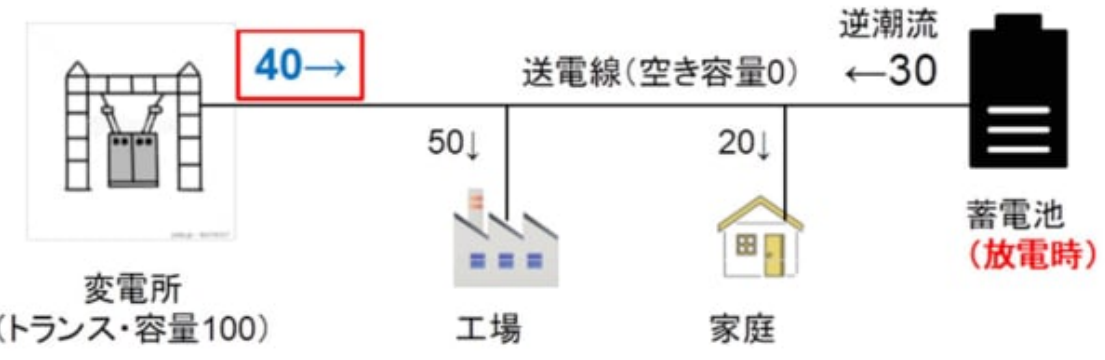 逆潮流
40→
送電線(空き容量0)
←30
50↓
20↓
蓄電池
(放電時)
変電所
(トランス・容量100)
工場
家庭